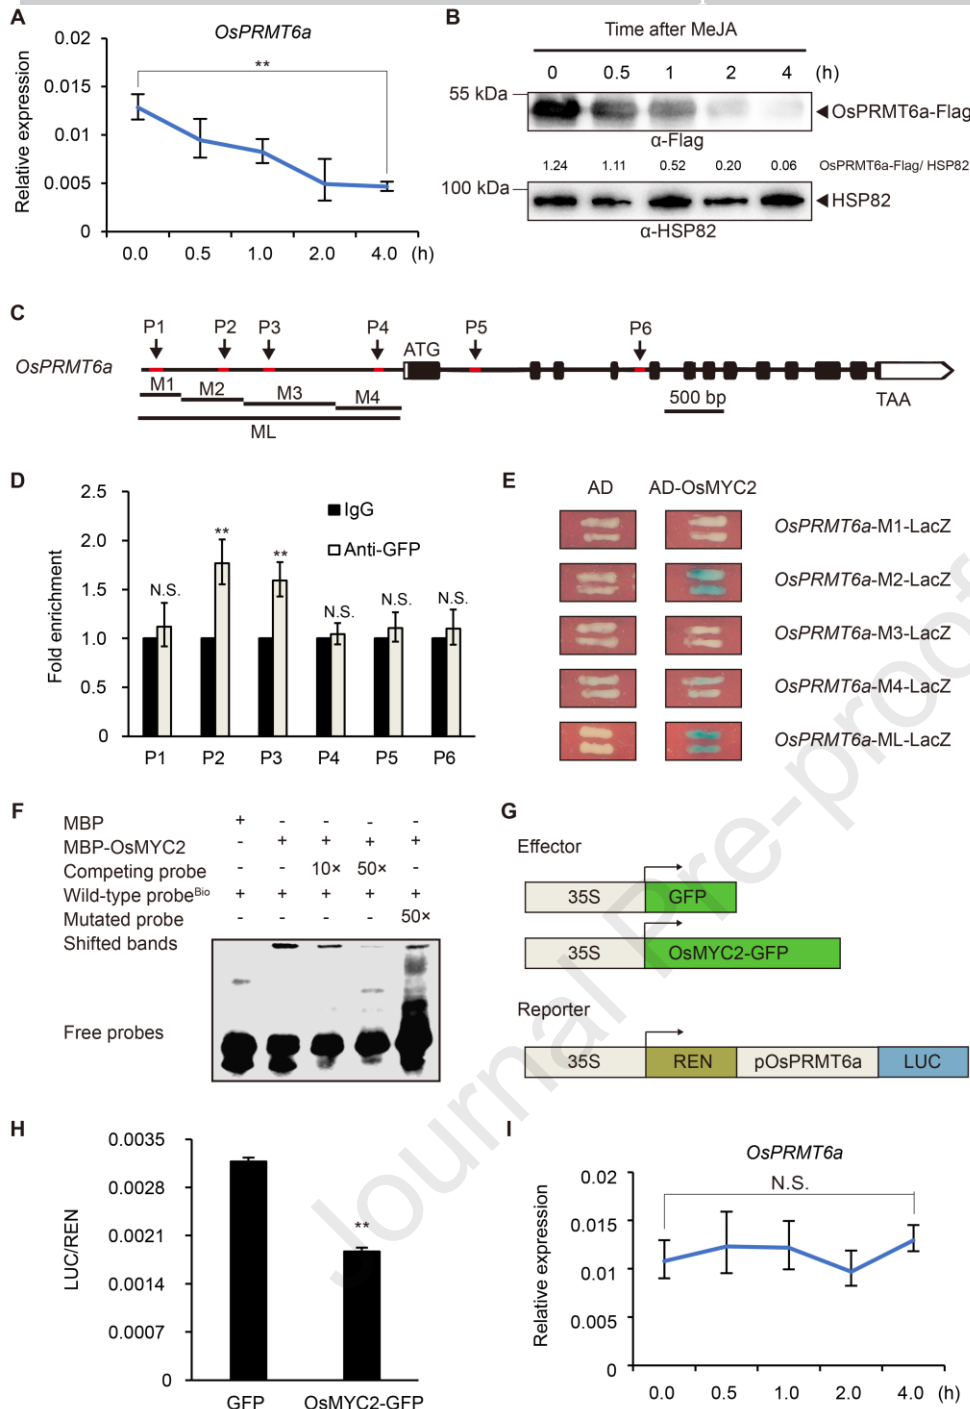 A
OsPRMT6a
0.02
0.015
0.01
0.005
0
Relative expression
**
0.0 0.5 1.0 2.0 4.0 (h)
B
Time after MeJA
0 0.5 1 2 4 (h)
55 kDa
OsPRMT6a-Flag
α-Flag
1.24 1.11 0.52 0.20 0.06 OsPRMT6a-Flag/ HSP82
100 kDa
HSP82
α-HSP82
C
P1 P2 P3 P4 P5 P6
ATG
OsPRMT6a
M1 M2 M3 M4
ML
500 bp
TAA
D
2.5
2.0
1.5
1.0
0.5
0
Fold enrichment
IgG
Anti-GFP
N.S. ** ** N.S. N.S. N.S.
P1 P2 P3 P4 P5 P6
E
AD AD-OsMYC2
OsPRMT6a-M1-LacZ
OsPRMT6a-M2-LacZ
OsPRMT6a-M3-LacZ
OsPRMT6a-M4-LacZ
OsPRMT6a-ML-LacZ
F
MBP + - - - -
MBP-OsMYC2 - + + + +
Competing probe - - 10× 50× -
Wild-type probeᴮⁱᵒ + + + + +
Mutated probe - - - - 50×
Shifted bands
Free probes
G
Effector
35S GFP
35S OsMYC2-GFP
Reporter
35S REN pOsPRMT6a LUC
H
0.0035
0.0028
0.0021
0.0014
0.0007
0
LUC/REN
**
GFP OsMYC2-GFP
I
OsPRMT6a
0.02
0.015
0.01
0.005
0
Relative expression
N.S.
0.0 0.5 1.0 2.0 4.0 (h)
Journal Pre-proof